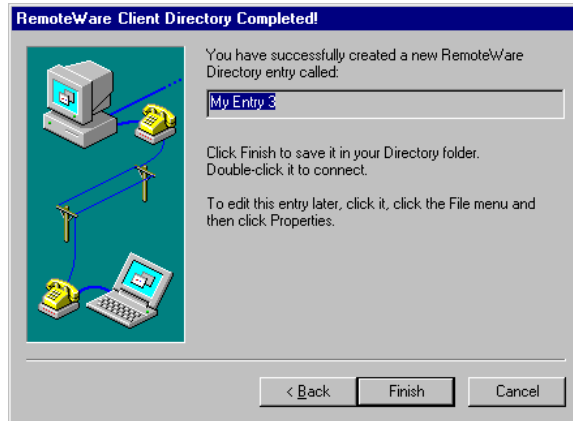 RemoteWare Client Directory Completed!
You have successfully created a new RemoteWare
Directory entry called:
My Entry 3
Click Finish to save it in your Directory folder.
Double-click it to connect.
To edit this entry later, click it, click the File menu and
then click Properties.
< Back
Finish
Cancel